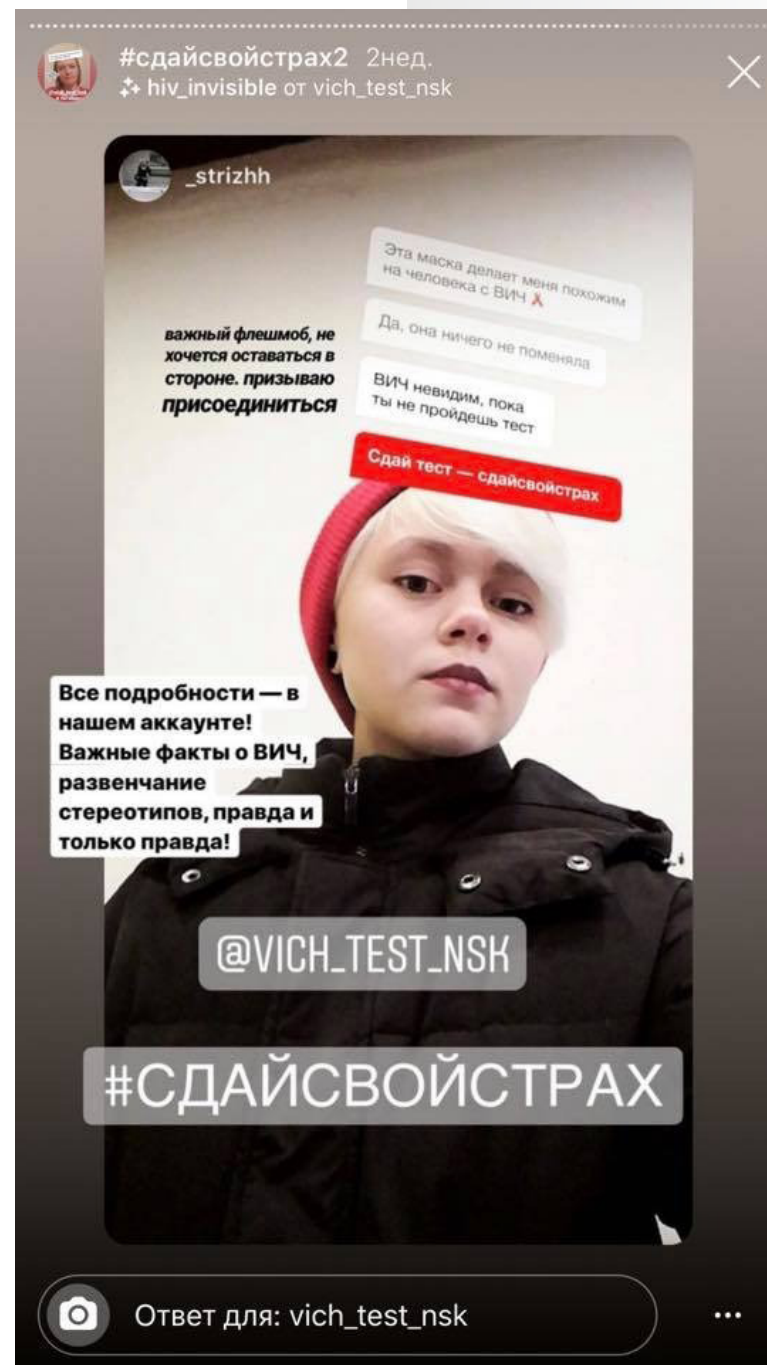 #сдайсвойстрах2 2нед.
hiv_invisible от vich_test_nsk
_strizhh
Эта маска делает меня похожим
на человека с ВИЧ
Да, она ничего не поменяла
ВИЧ невидим, пока
ты не пройдешь тест
Сдай тест — сдайсвойстрах
важный флешмоб, не
хочется оставаться в
стороне. призываю
присоединиться
Все подробности — в
нашем аккаунте!
Важные факты о ВИЧ,
развенчание
стереотипов, правда и
только правда!
@VICH_TEST_NSK
#СДАЙСВОЙСТРАХ
Ответ для: vich_test_nsk